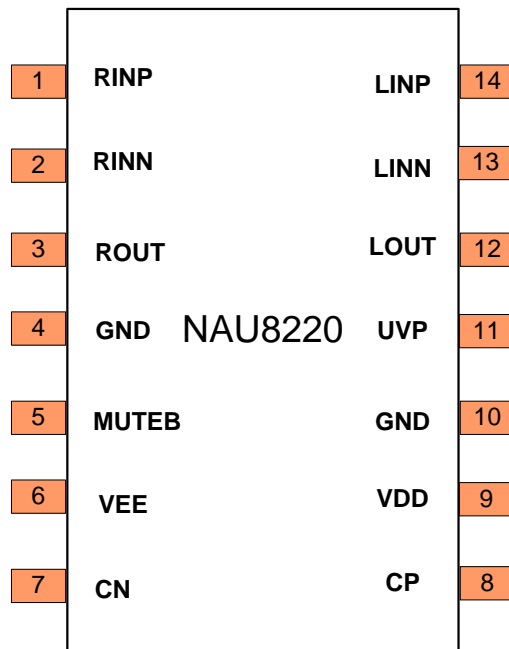 1 RINP LINP 14
2 RINN LINN 13
3 ROUT LOUT 12
4 GND NAU8220 UVP 11
5 MUTEB GND 10
6 VEE VDD 9
7 CN CP 8